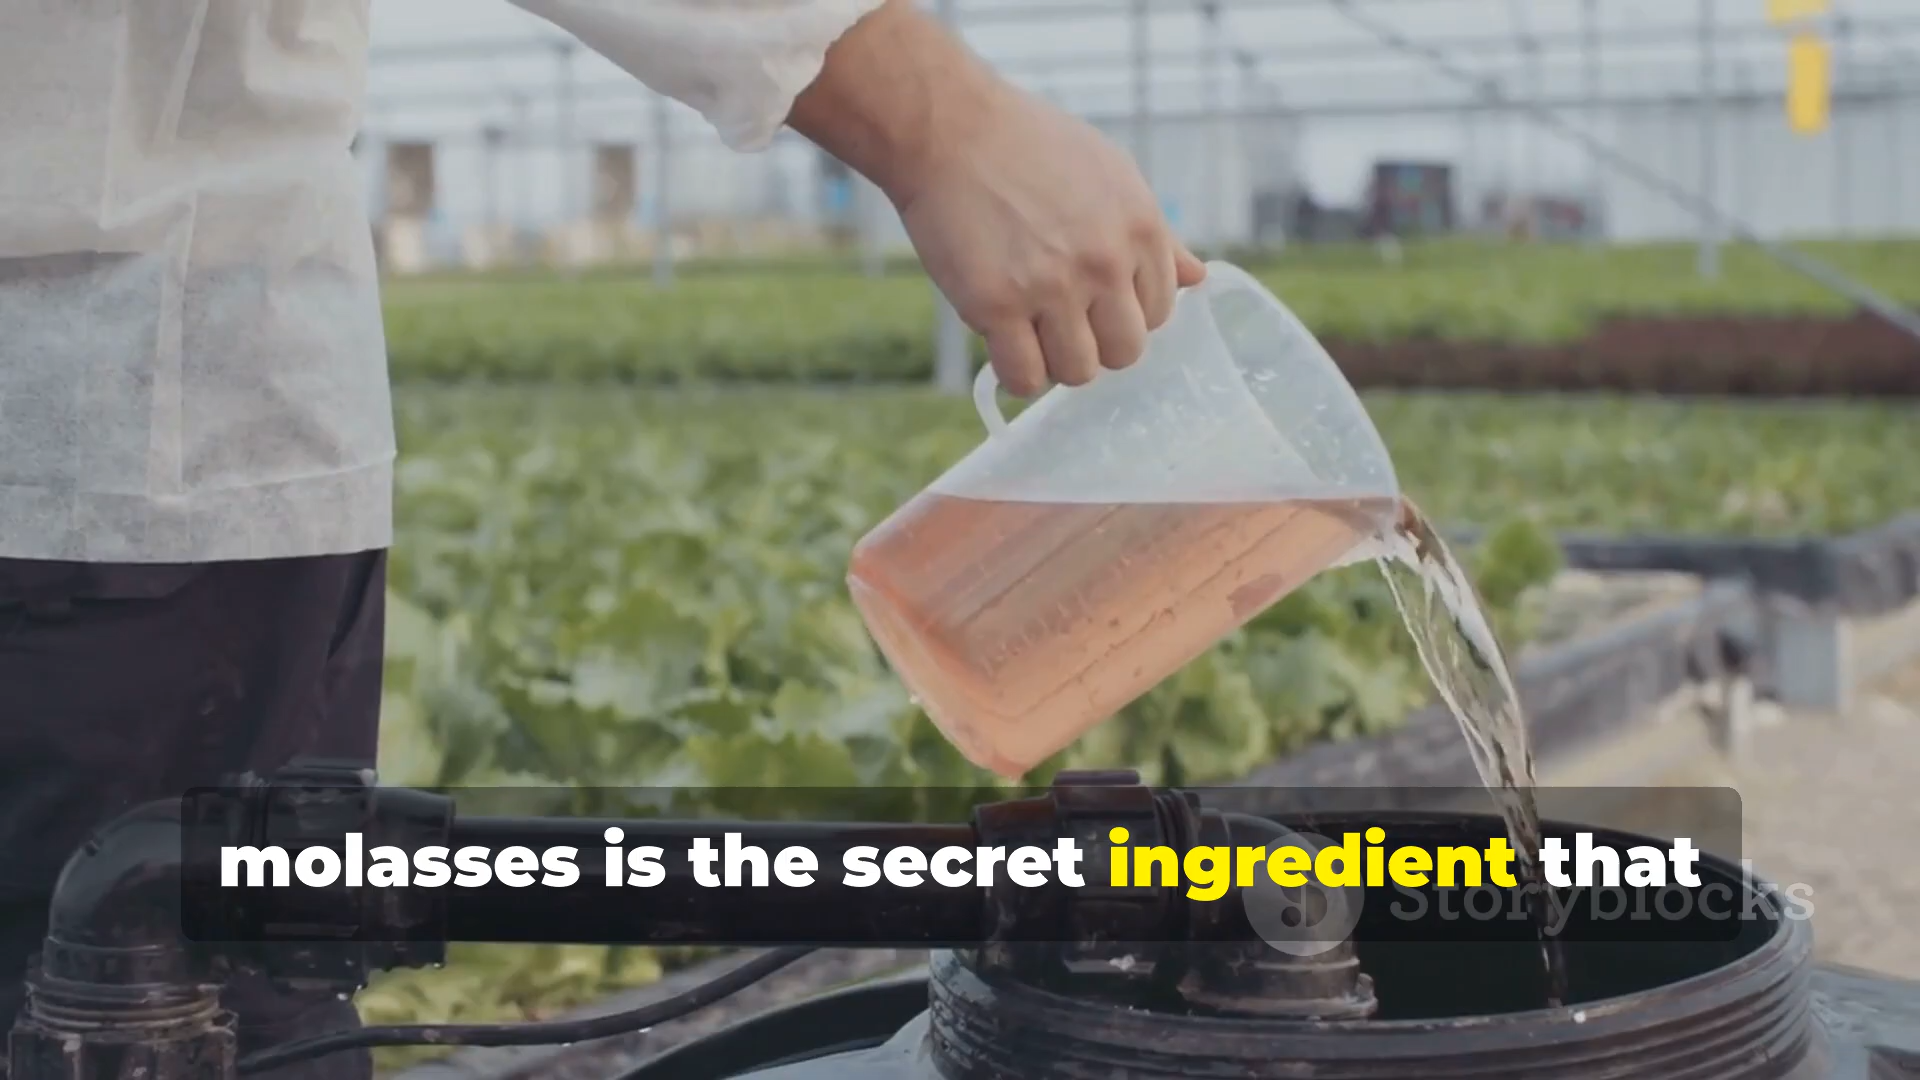 molasses is the secret ingredient that
Storyblocks